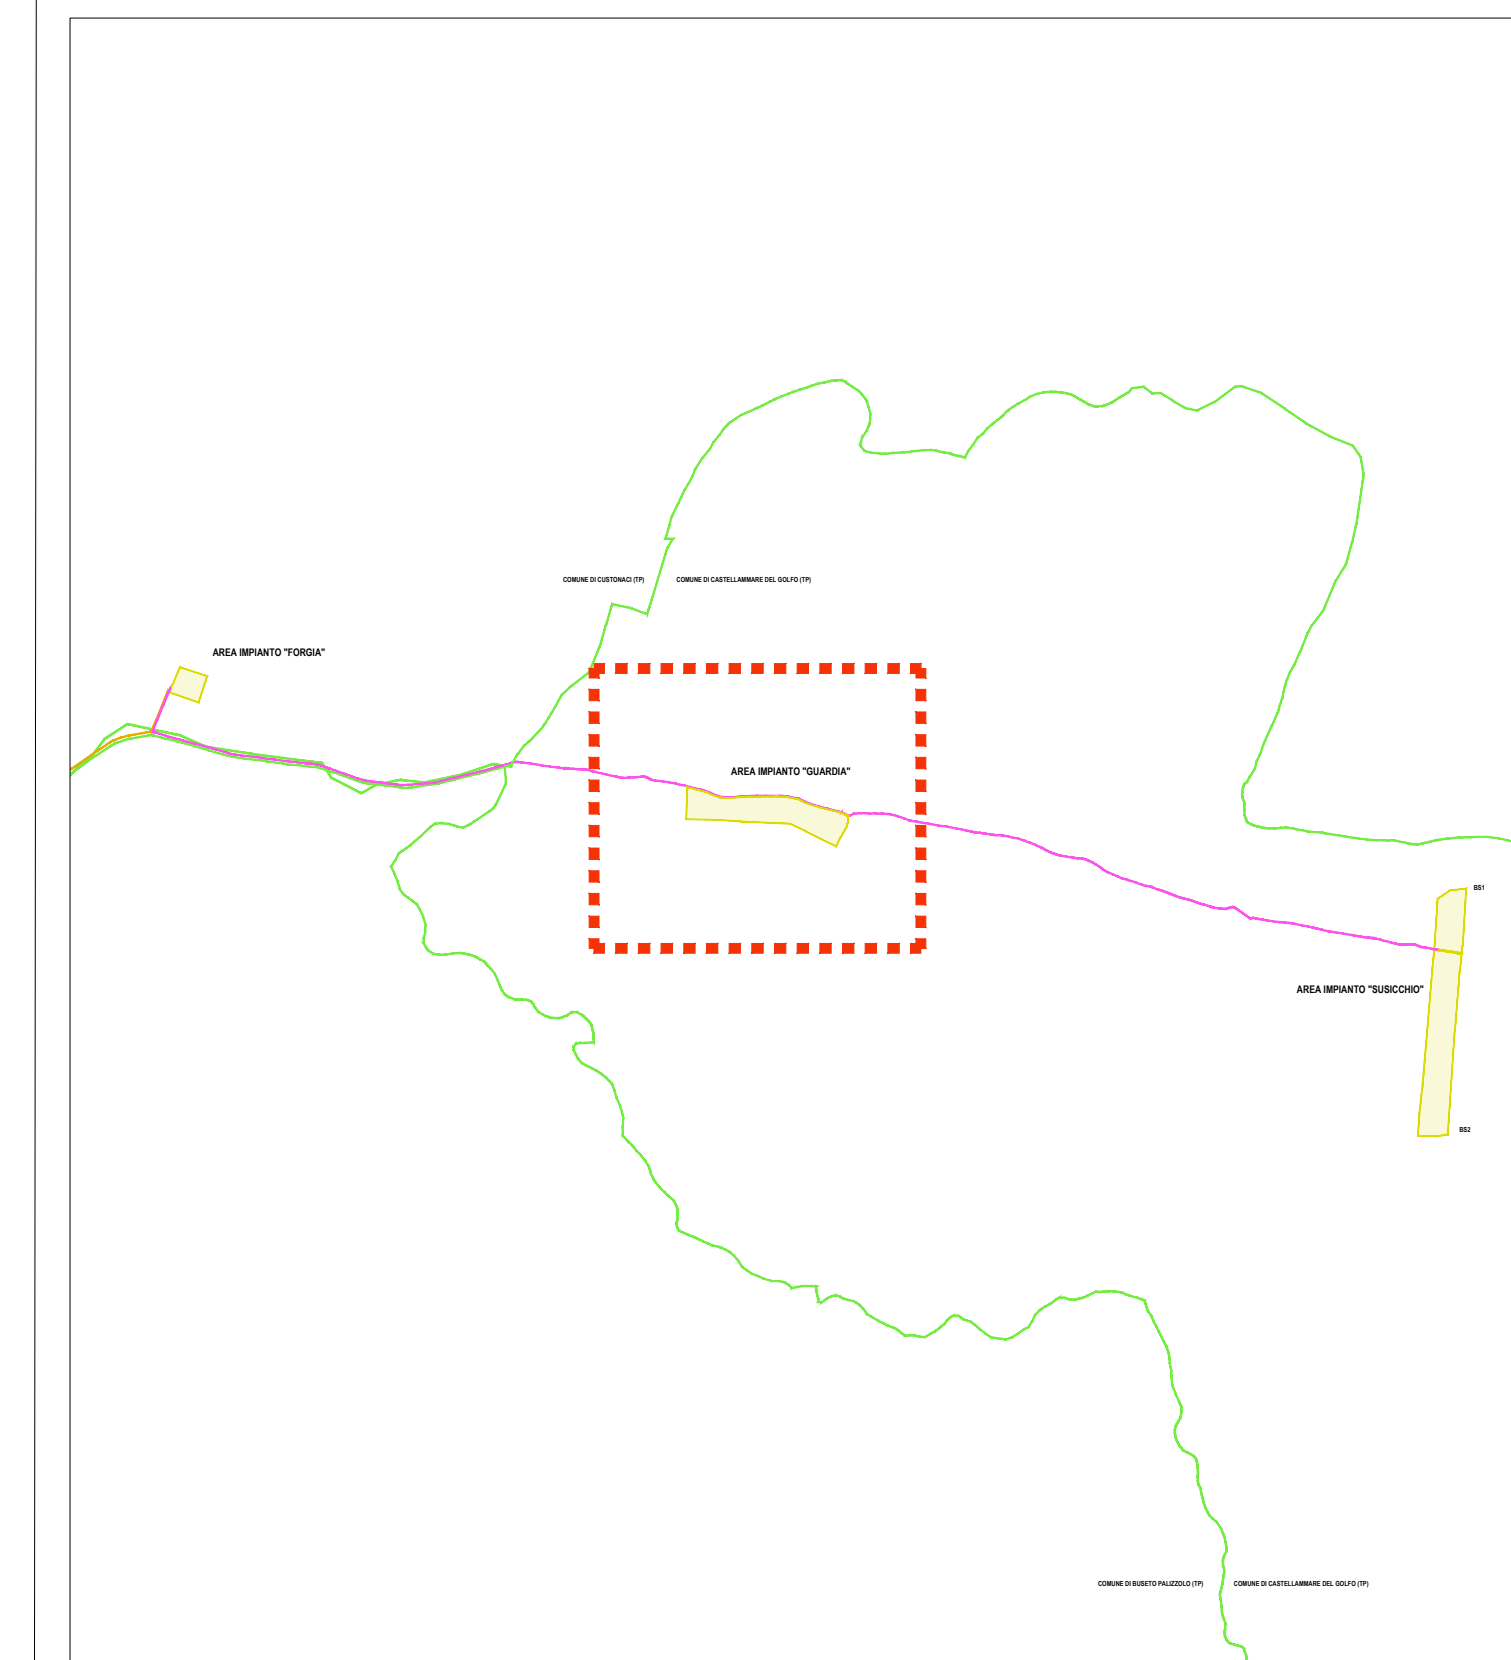 COMUNE DI CUSTONACI (TP)
COMUNE DI CASTELLAMMARE DEL GOLFO (TP)
AREA IMPIANTO "FORGIA"
AREA IMPIANTO "GUARDIA"
BS1
AREA IMPIANTO "SUSICCHIO"
BS2
COMUNE DI BUSETO PALIZZOLO (TP)
COMUNE DI CASTELLAMMARE DEL GOLFO (TP)